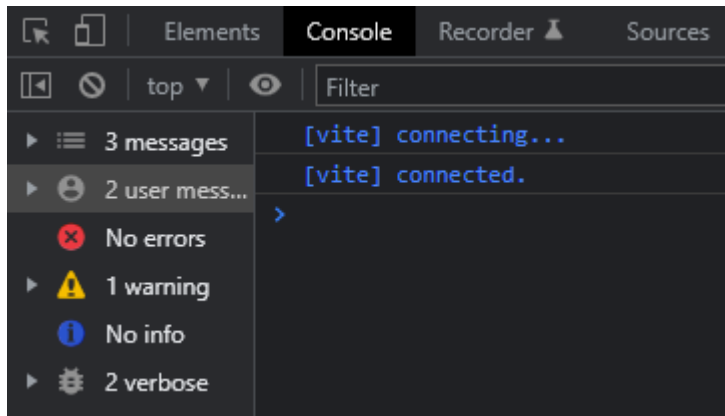 Elements Console Recorder Sources
top Filter
3 messages
2 user mess...
No errors
1 warning
No info
2 verbose
[vite] connecting...
[vite] connected.
>